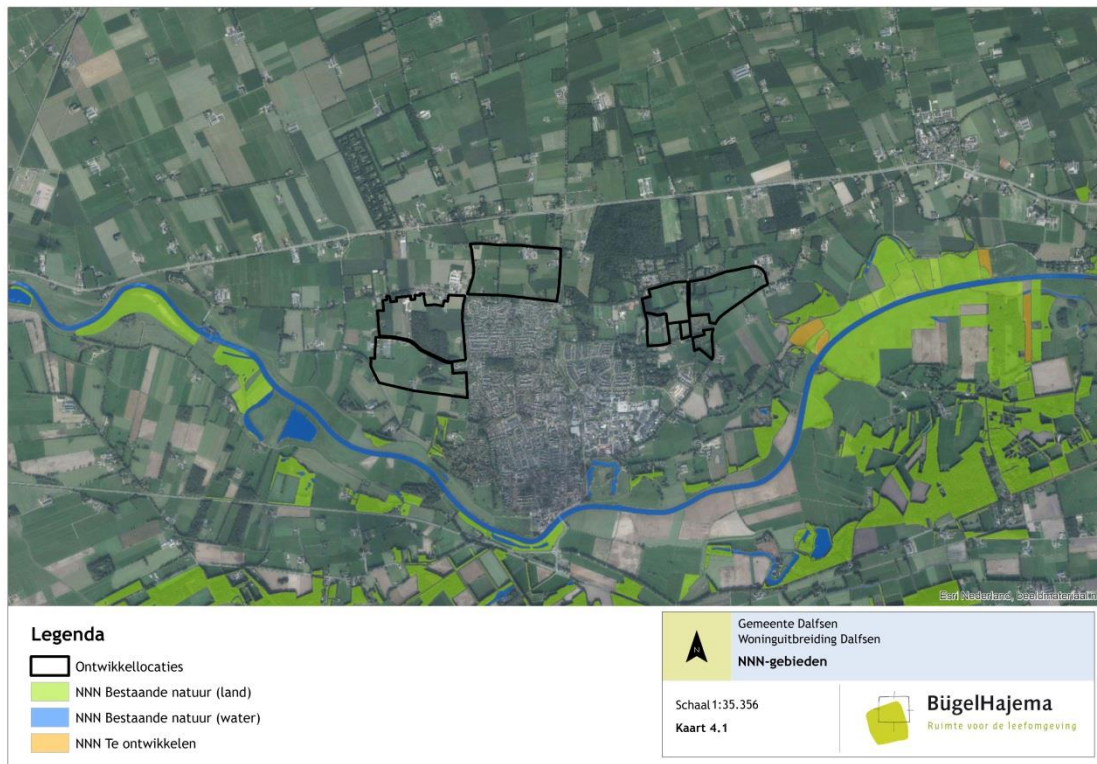 Esri Nederland, beeldmateriaal.n
Legenda
Ontwikkellocaties
NNN Bestaande natuur (land)
NNN Bestaande natuur (water)
NNN Te ontwikkelen
N
Gemeente Dalfsen
Woninguitbreiding Dalfsen
NNN-gebieden
Schaal 1:35.356
Kaart 4.1
BügelHajema
Ruimte voor de leefomgeving